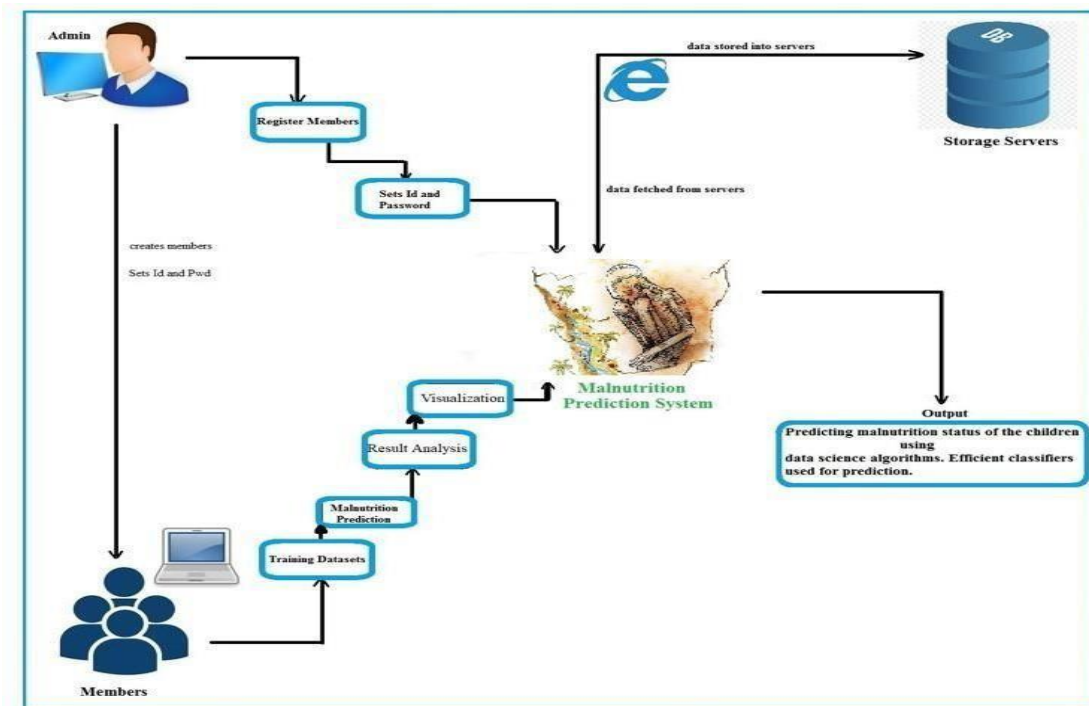 Admin
data stored into servers
DB
Storage Servers
Register Members
Sets Id and
Password
data fetched from servers
creates members
Sets Id and Pwd
Malnutrition
Prediction System
Visualization
Output
Predicting malnutrition status of the children
using
data science algorithms. Efficient classifiers
used for prediction.
Result Analysis
Malnutrition
Prediction
Training Datasets
Members